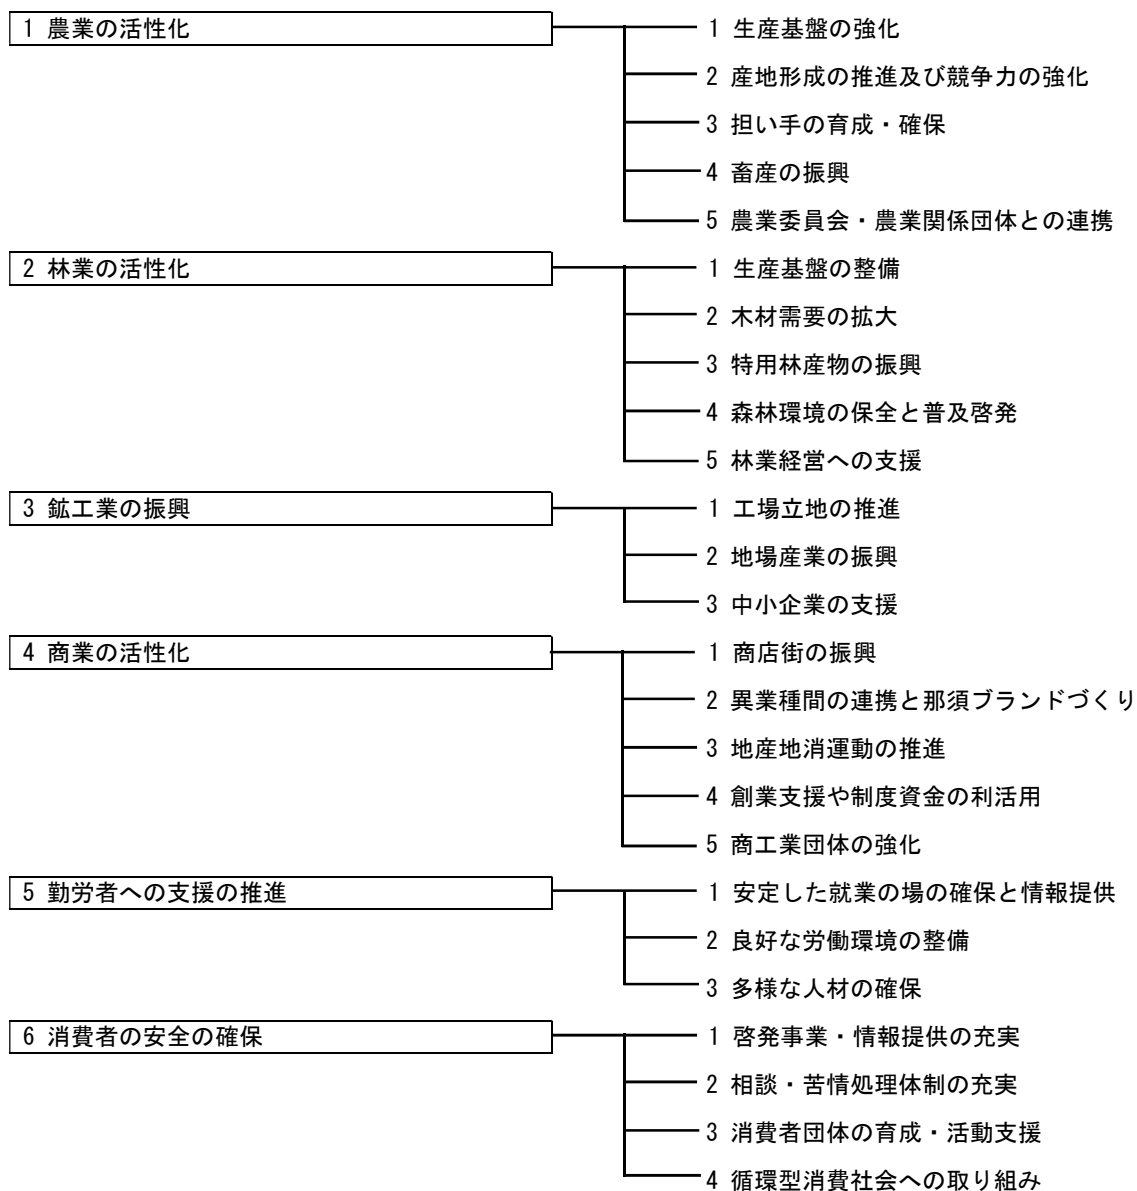 1 農業の活性化
1 生産基盤の強化
2 産地形成の推進及び競争力の強化
3 担い手の育成・確保
4 畜産の振興
5 農業委員会・農業関係団体との連携
2 林業の活性化
1 生産基盤の整備
2 木材需要の拡大
3 特用林産物の振興
4 森林環境の保全と普及啓発
5 林業経営への支援
3 鉱工業の振興
1 工場立地の推進
2 地場産業の振興
3 中小企業の支援
4 商業の活性化
1 商店街の振興
2 異業種間の連携と那須ブランドづくり
3 地産地消運動の推進
4 創業支援や制度資金の利活用
5 商工業団体の強化
5 勤労者への支援の推進
1 安定した就業の場の確保と情報提供
2 良好な労働環境の整備
3 多様な人材の確保
6 消費者の安全の確保
1 啓発事業・情報提供の充実
2 相談・苦情処理体制の充実
3 消費者団体の育成・活動支援
4 循環型消費社会への取り組み